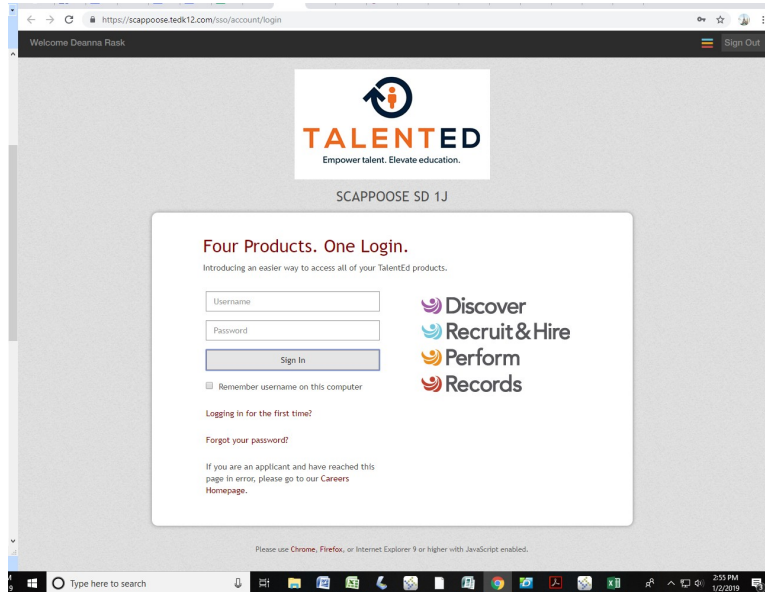 https://scappoose.tedk12.com/sso/account/login
Welcome Deanna Rask
Sign Out
TALENTED
Empower talent. Elevate education.
SCAPPOOSE SD 1J
Four Products. One Login.
Introducing an easier way to access all of your TalentEd products.
Username
Password
Sign In
Remember username on this computer
Logging in for the first time?
Forgot your password?
If you are an applicant and have reached this
page in error, please go to our Careers
Homepage.
Discover
Recruit & Hire
Perform
Records
Please use Chrome, Firefox, or Internet Explorer 9 or higher with JavaScript enabled.
Type here to search
2:55 PM
1/2/2019